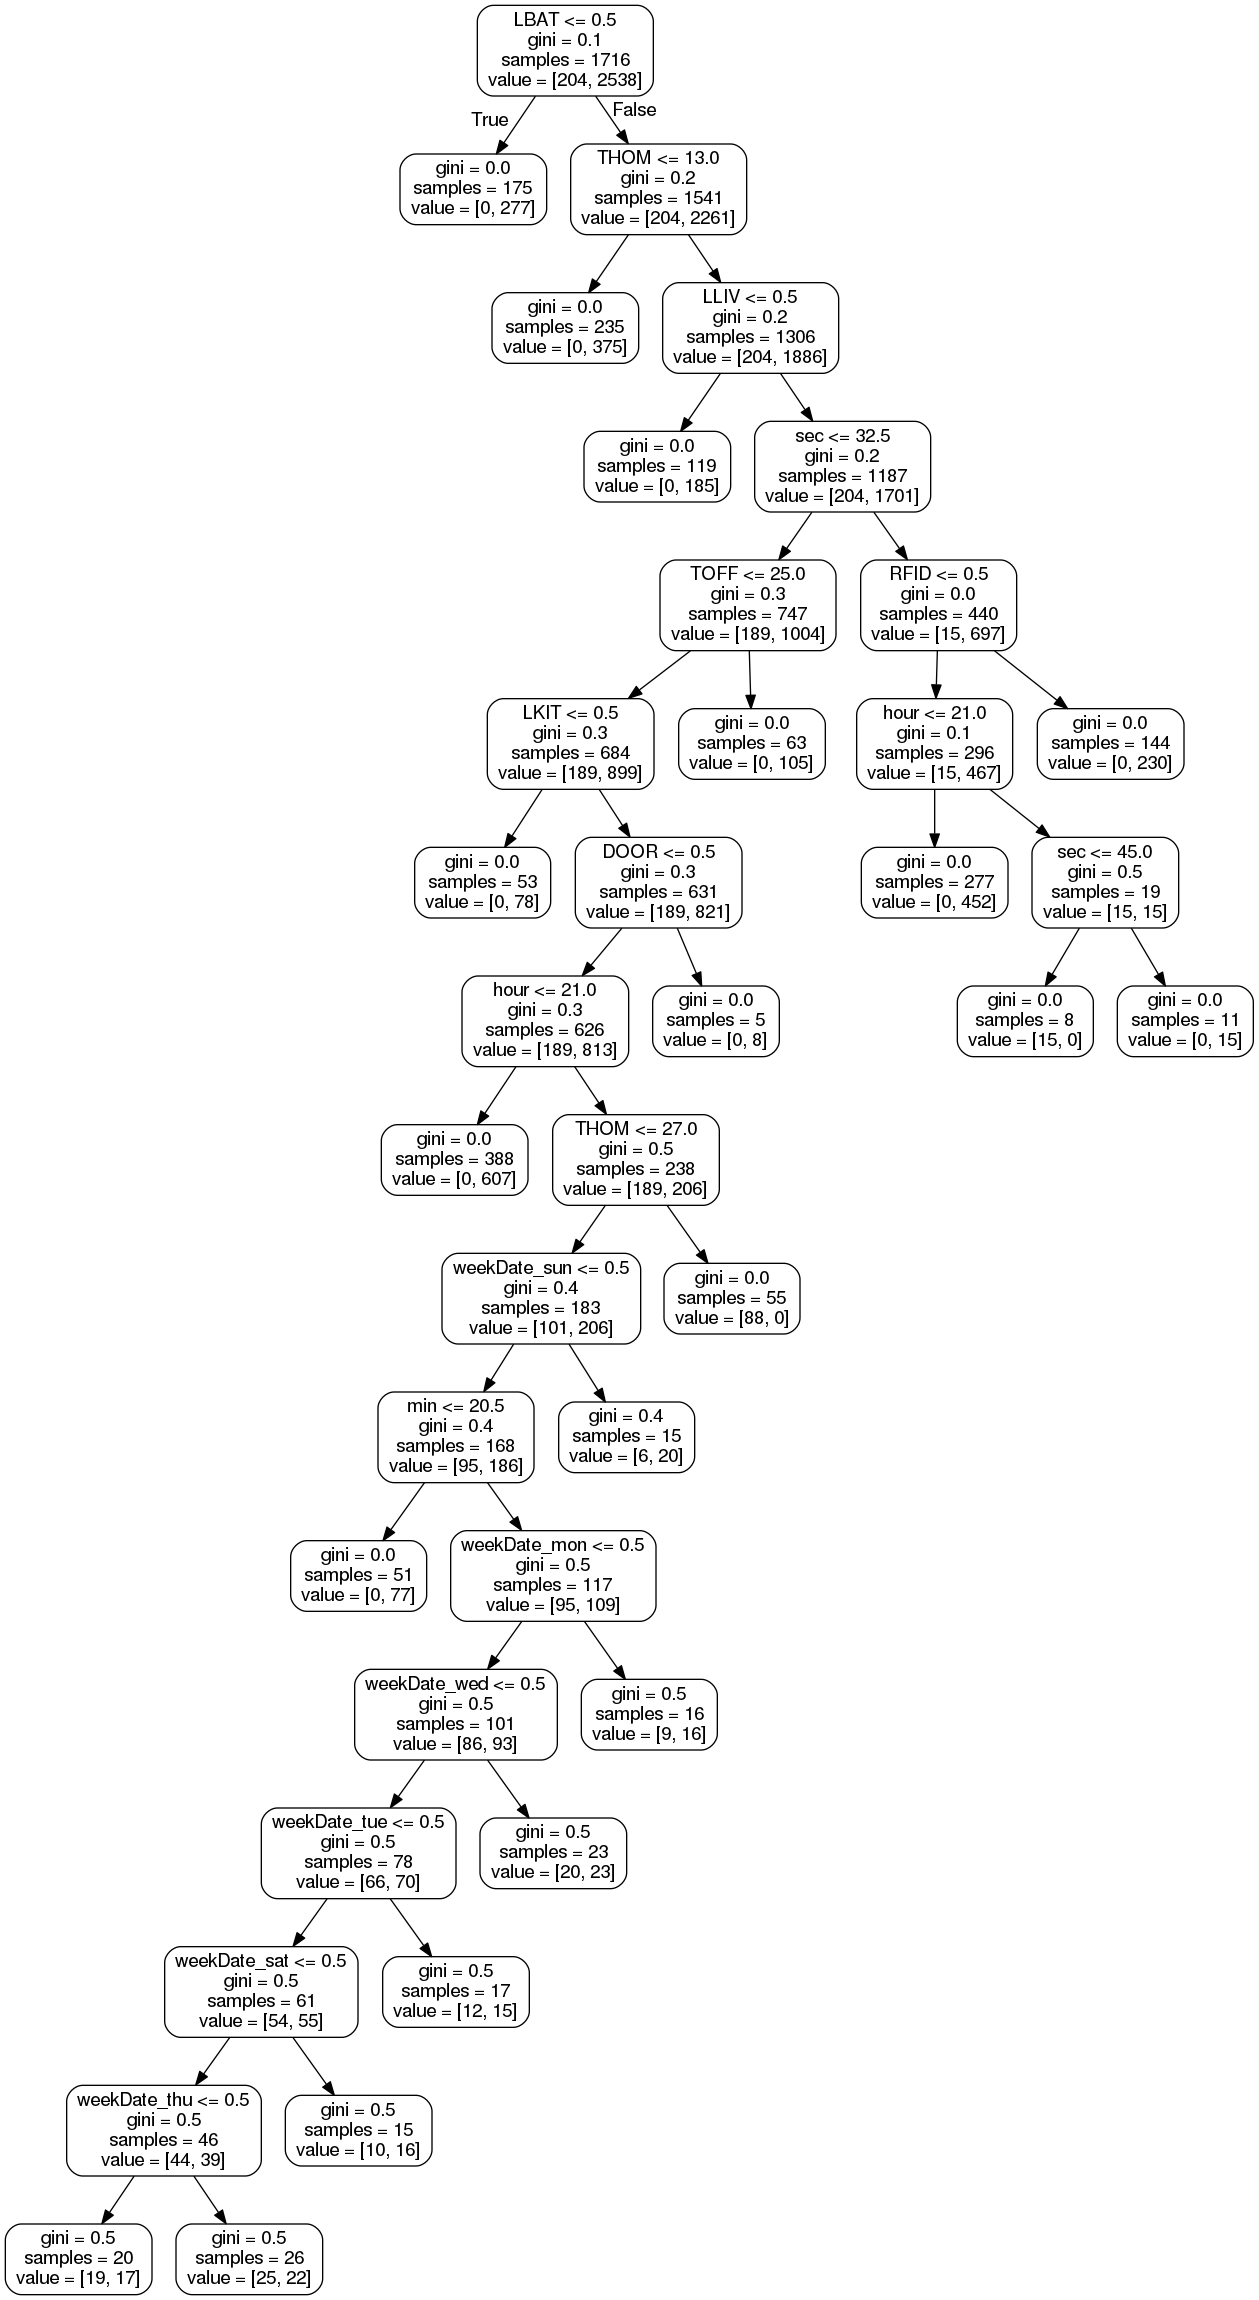 LBAT <= 0.5
gini = 0.1
samples = 1716
value = [204, 2538]
True
False
gini = 0.0
samples = 175
value = [0, 277]
THOM <= 13.0
gini = 0.2
samples = 1541
value = [204, 2261]
gini = 0.0
samples = 235
value = [0, 375]
LLIV <= 0.5
gini = 0.2
samples = 1306
value = [204, 1886]
gini = 0.0
samples = 119
value = [0, 185]
sec <= 32.5
gini = 0.2
samples = 1187
value = [204, 1701]
TOFF <= 25.0
gini = 0.3
samples = 747
value = [189, 1004]
RFID <= 0.5
gini = 0.0
samples = 440
value = [15, 697]
LKIT <= 0.5
gini = 0.3
samples = 684
value = [189, 899]
gini = 0.0
samples = 63
value = [0, 105]
hour <= 21.0
gini = 0.1
samples = 296
value = [15, 467]
gini = 0.0
samples = 144
value = [0, 230]
gini = 0.0
samples = 53
value = [0, 78]
DOOR <= 0.5
gini = 0.3
samples = 631
value = [189, 821]
gini = 0.0
samples = 277
value = [0, 452]
sec <= 45.0
gini = 0.5
samples = 19
value = [15, 15]
hour <= 21.0
gini = 0.3
samples = 626
value = [189, 813]
gini = 0.0
samples = 5
value = [0, 8]
gini = 0.0
samples = 8
value = [15, 0]
gini = 0.0
samples = 11
value = [0, 15]
gini = 0.0
samples = 388
value = [0, 607]
THOM <= 27.0
gini = 0.5
samples = 238
value = [189, 206]
weekDate_sun <= 0.5
gini = 0.4
samples = 183
value = [101, 206]
gini = 0.0
samples = 55
value = [88, 0]
min <= 20.5
gini = 0.4
samples = 168
value = [95, 186]
gini = 0.4
samples = 15
value = [6, 20]
gini = 0.0
samples = 51
value = [0, 77]
weekDate_mon <= 0.5
gini = 0.5
samples = 117
value = [95, 109]
weekDate_wed <= 0.5
gini = 0.5
samples = 101
value = [86, 93]
gini = 0.5
samples = 16
value = [9, 16]
weekDate_tue <= 0.5
gini = 0.5
samples = 78
value = [66, 70]
gini = 0.5
samples = 23
value = [20, 23]
weekDate_sat <= 0.5
gini = 0.5
samples = 61
value = [54, 55]
gini = 0.5
samples = 17
value = [12, 15]
weekDate_thu <= 0.5
gini = 0.5
samples = 46
value = [44, 39]
gini = 0.5
samples = 15
value = [10, 16]
gini = 0.5
samples = 20
value = [19, 17]
gini = 0.5
samples = 26
value = [25, 22]